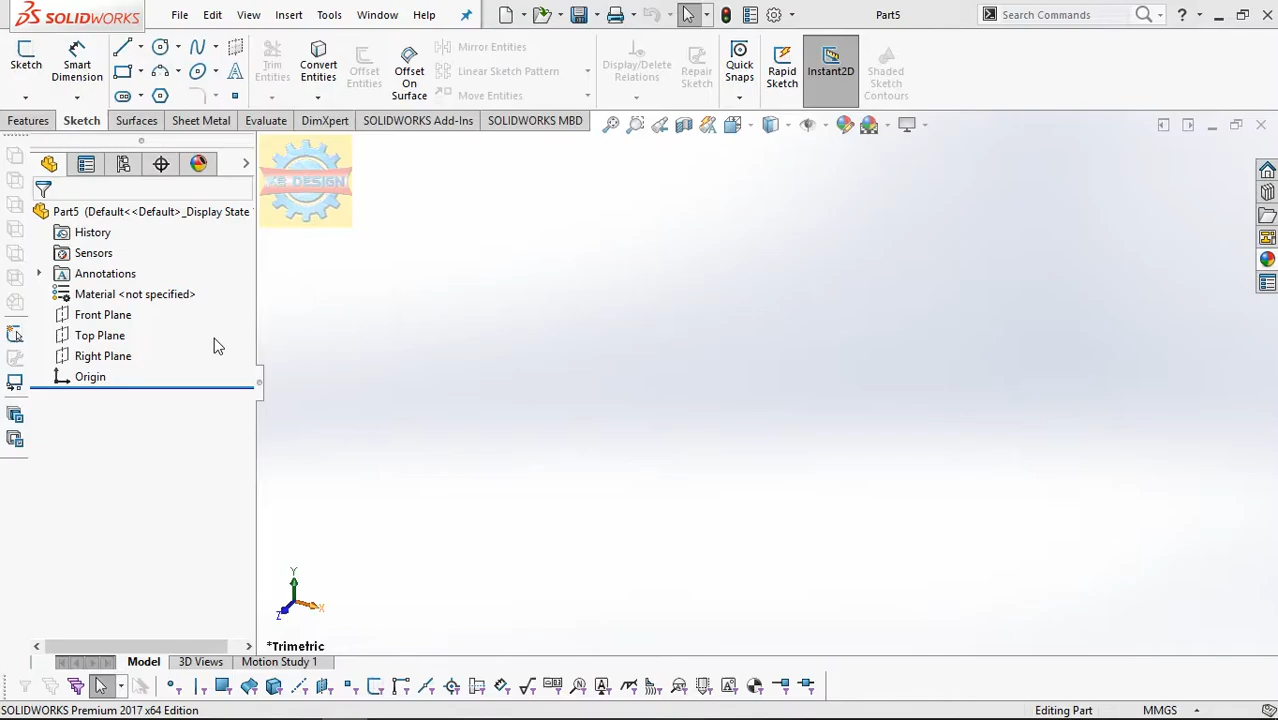 SOLIDWORKS
File Edit View Insert Tools Window Help
Part5
Search Commands
Sketch
Smart Dimension
Trim Entities
Convert Entities
Offset Entities
Offset On Surface
Mirror Entities
Linear Sketch Pattern
Move Entities
Display/Delete Relations
Repair Sketch
Quick Snaps
Rapid Sketch
Instant2D
Shaded Sketch Contours
Features Sketch Surfaces Sheet Metal Evaluate DimXpert SOLIDWORKS Add-Ins SOLIDWORKS MBD
Part5 (Default<<Default>_Display State
History
Sensors
Annotations
Material <not specified>
Front Plane
Top Plane
Right Plane
Origin
DESIGN
Y
X
Z
*Trimetric
Model 3D Views Motion Study 1
SOLIDWORKS Premium 2017 x64 Edition
Editing Part
MMGS